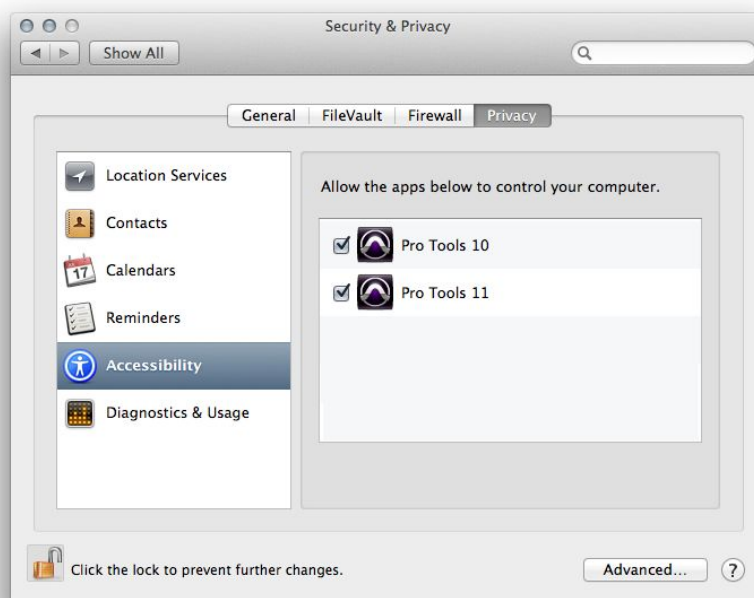 Security & Privacy
Show All
General FileVault Firewall Privacy
Location Services
Contacts
17
Calendars
Reminders
Accessibility
Diagnostics & Usage
Allow the apps below to control your computer.
Pro Tools 10
Pro Tools 11
Click the lock to prevent further changes.
Advanced... ?